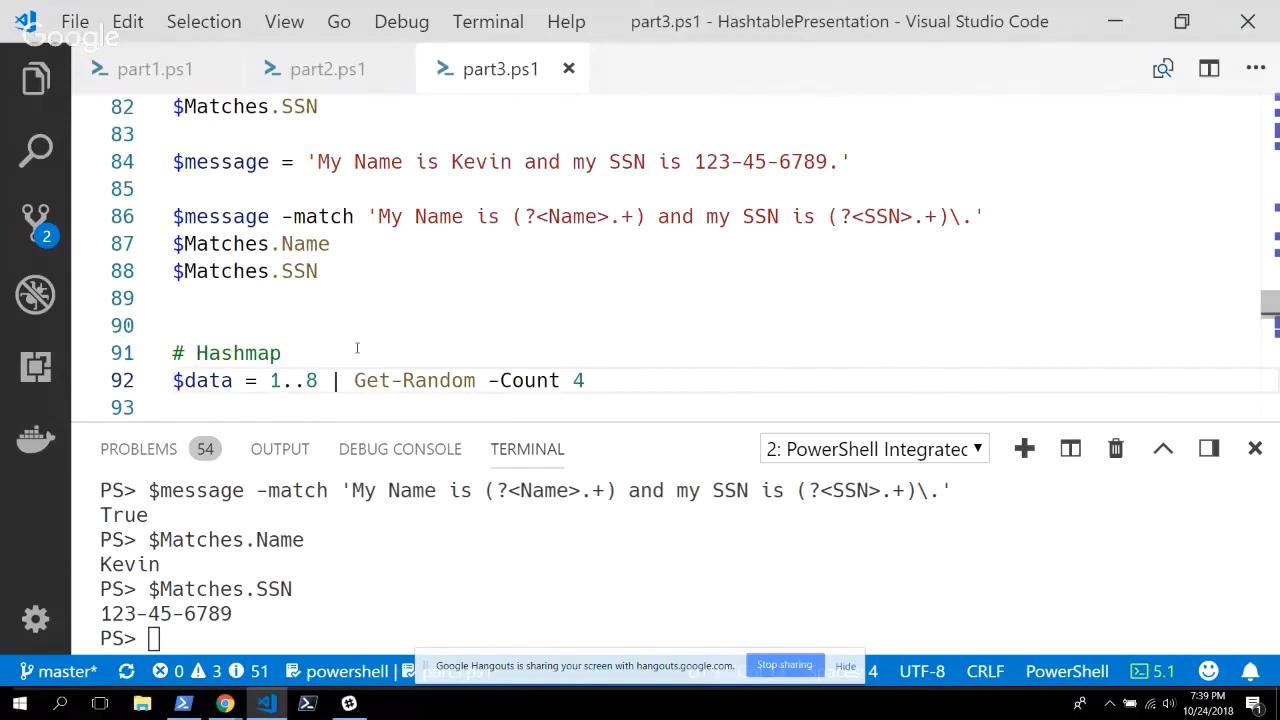 File Edit Selection View Go Debug Terminal Help part3.ps1 - HashtablePresentation - Visual Studio Code
Google
part1.ps1 part2.ps1 part3.ps1
82 $Matches.SSN
83
84 $message = 'My Name is Kevin and my SSN is 123-45-6789.'
85
86 $message -match 'My Name is (?<Name>.+) and my SSN is (?<SSN>.+)\.'
87 $Matches.Name
88 $Matches.SSN
89
90
91 # Hashmap
92 $data = 1..8 | Get-Random -Count 4
93
2
PROBLEMS 54 OUTPUT DEBUG CONSOLE TERMINAL 2: PowerShell Integrated
PS> $message -match 'My Name is (?<Name>.+) and my SSN is (?<SSN>.+)\.'
True
PS> $Matches.Name
Kevin
PS> $Matches.SSN
123-45-6789
PS>
Google Hangouts is sharing your screen with hangouts.google.com. Stop sharing Hide
master* 0 3 51 powershell 4 UTF-8 CRLF PowerShell 5.1
7:39 PM
10/24/2018
1